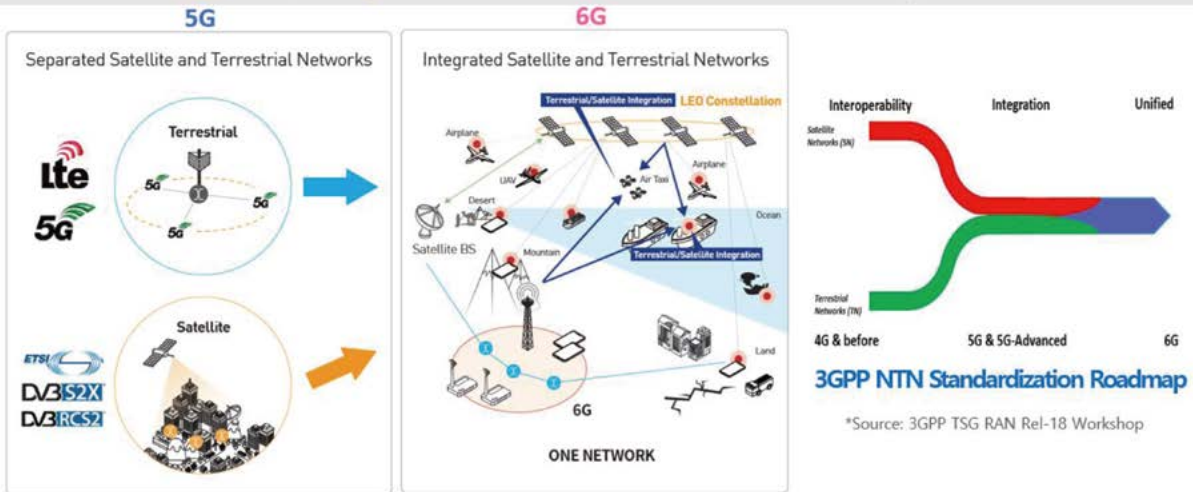 5G
Separated Satellite and Terrestrial Networks
Terrestrial
Lte
5G
5G
5G
5G
Satellite
ETSI
DVB S2X
DVB RCS2
6G
Integrated Satellite and Terrestrial Networks
Terrestrial/Satellite Integration
LEO Constellation
Airplane
UAV
Air Taxi
Airplane
Desert
Ocean
Satellite BS
Mountain
Terrestrial/Satellite Integration
Land
6G
ONE NETWORK
Interoperability
Integration
Unified
Satellite
Networks (SN)
Terrestrial
Networks (TN)
4G & before
5G & 5G-Advanced
6G
3GPP NTN Standardization Roadmap
*Source: 3GPP TSG RAN Rel-18 Workshop